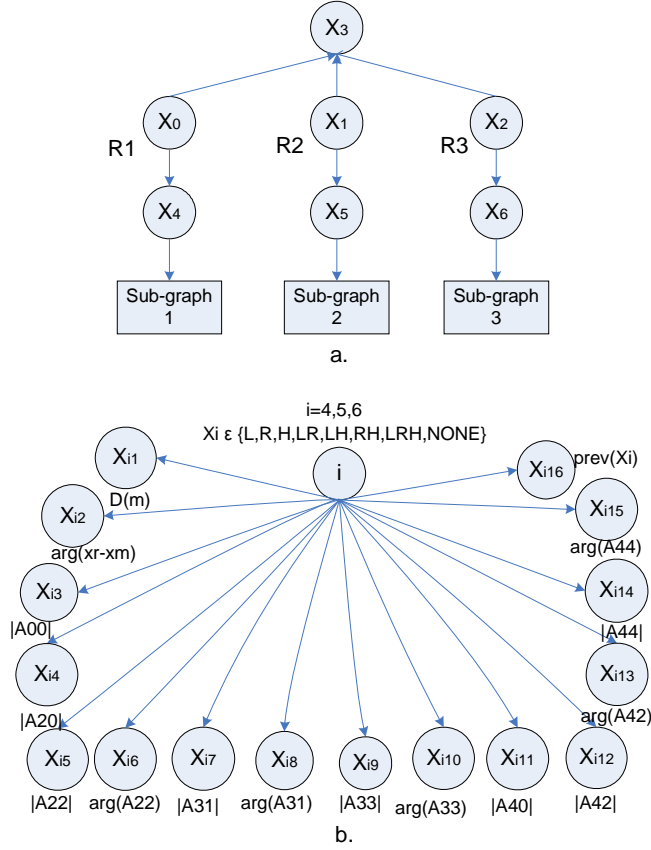 X3
X0 X1 X2
R1 R2 R3
X4 X5 X6
Sub-graph 1
Sub-graph 2
Sub-graph 3
a.
i=4,5,6
Xi ε {L,R,H,LR,LH,RH,LRH,NONE}
i
Xi1
D(m)
Xi2
arg(xr-xm)
Xi3
|A00|
Xi4
|A20|
Xi5
|A22|
Xi6
arg(A22)
Xi7
|A31|
Xi8
arg(A31)
Xi9
|A33|
Xi10
arg(A33)
Xi11
|A40|
Xi12
|A42|
Xi13
arg(A42)
Xi14
|A44|
Xi15
arg(A44)
Xi16
prev(Xi)
b.